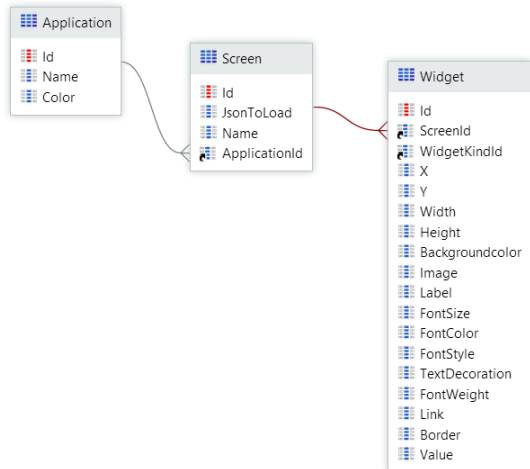 Application
Id
Name
Color
Screen
Id
JsonToLoad
Name
ApplicationId
Widget
Id
ScreenId
WidgetKindId
X
Y
Width
Height
Backgroundcolor
Image
Label
FontSize
FontColor
FontStyle
TextDecoration
FontWeight
Link
Border
Value